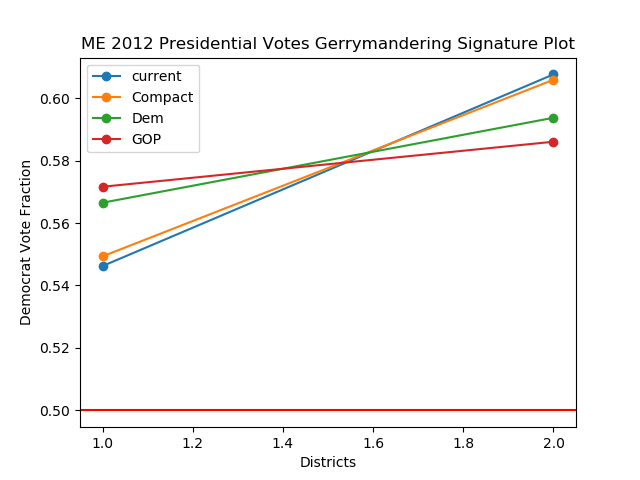 ME 2012 Presidential Votes Gerrymandering Signature Plot
current
Compact
Dem
GOP
Democrat Vote Fraction
0.60
0.58
0.56
0.54
0.52
0.50
1.0 1.2 1.4 1.6 1.8 2.0
Districts